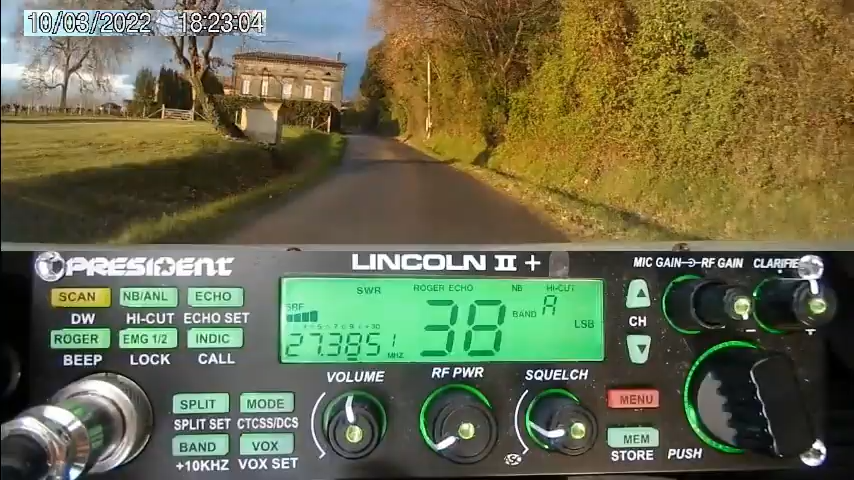 10/03/2022 18:23:04
PRESIDENT LINCOLN II + MIC GAIN RF GAIN CLARIFIER
SCAN NB/ANL ECHO
DW HI-CUT ECHO SET
ROGER EMG 1/2 INDIC
BEEP LOCK CALL
SWR ROGER ECHO NB HI-CUT
SRF 38 BAND A LSB
27.3851 MHZ
CH
VOLUME RF PWR SQUELCH
SPLIT MODE
SPLIT SET CTCSS/DCS
BAND VOX
+10KHZ VOX SET
ASC
MENU
MEM
STORE PUSH